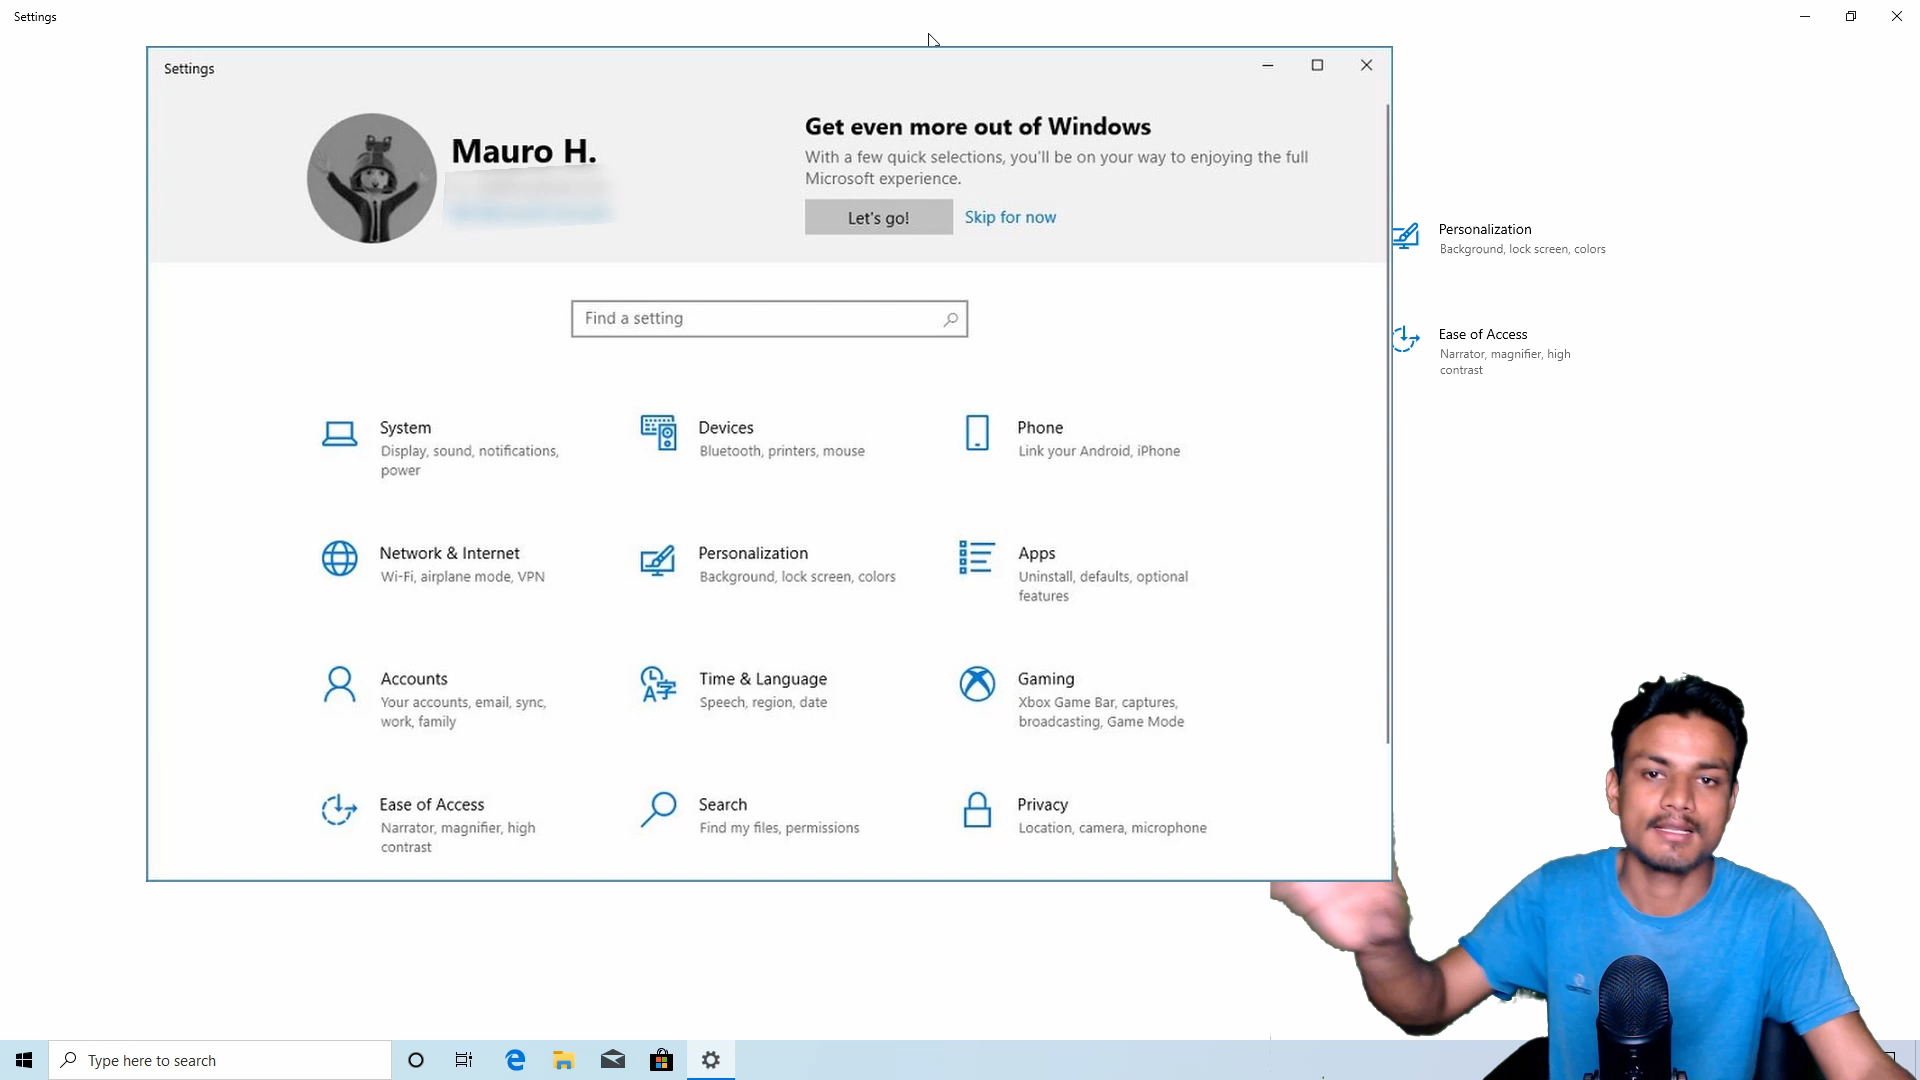 Settings
Settings
Mauro H.
Get even more out of Windows
With a few quick selections, you'll be on your way to enjoying the full
Microsoft experience.
Let's go!
Skip for now
Personalization
Background, lock screen, colors
Find a setting
Ease of Access
Narrator, magnifier, high
contrast
System
Display, sound, notifications,
power
Devices
Bluetooth, printers, mouse
Phone
Link your Android, iPhone
Network & Internet
Wi-Fi, airplane mode, VPN
Personalization
Background, lock screen, colors
Apps
Uninstall, defaults, optional
features
Accounts
Your accounts, email, sync,
work, family
Time & Language
Speech, region, date
Gaming
Xbox Game Bar, captures,
broadcasting, Game Mode
Ease of Access
Narrator, magnifier, high
contrast
Search
Find my files, permissions
Privacy
Location, camera, microphone
Type here to search